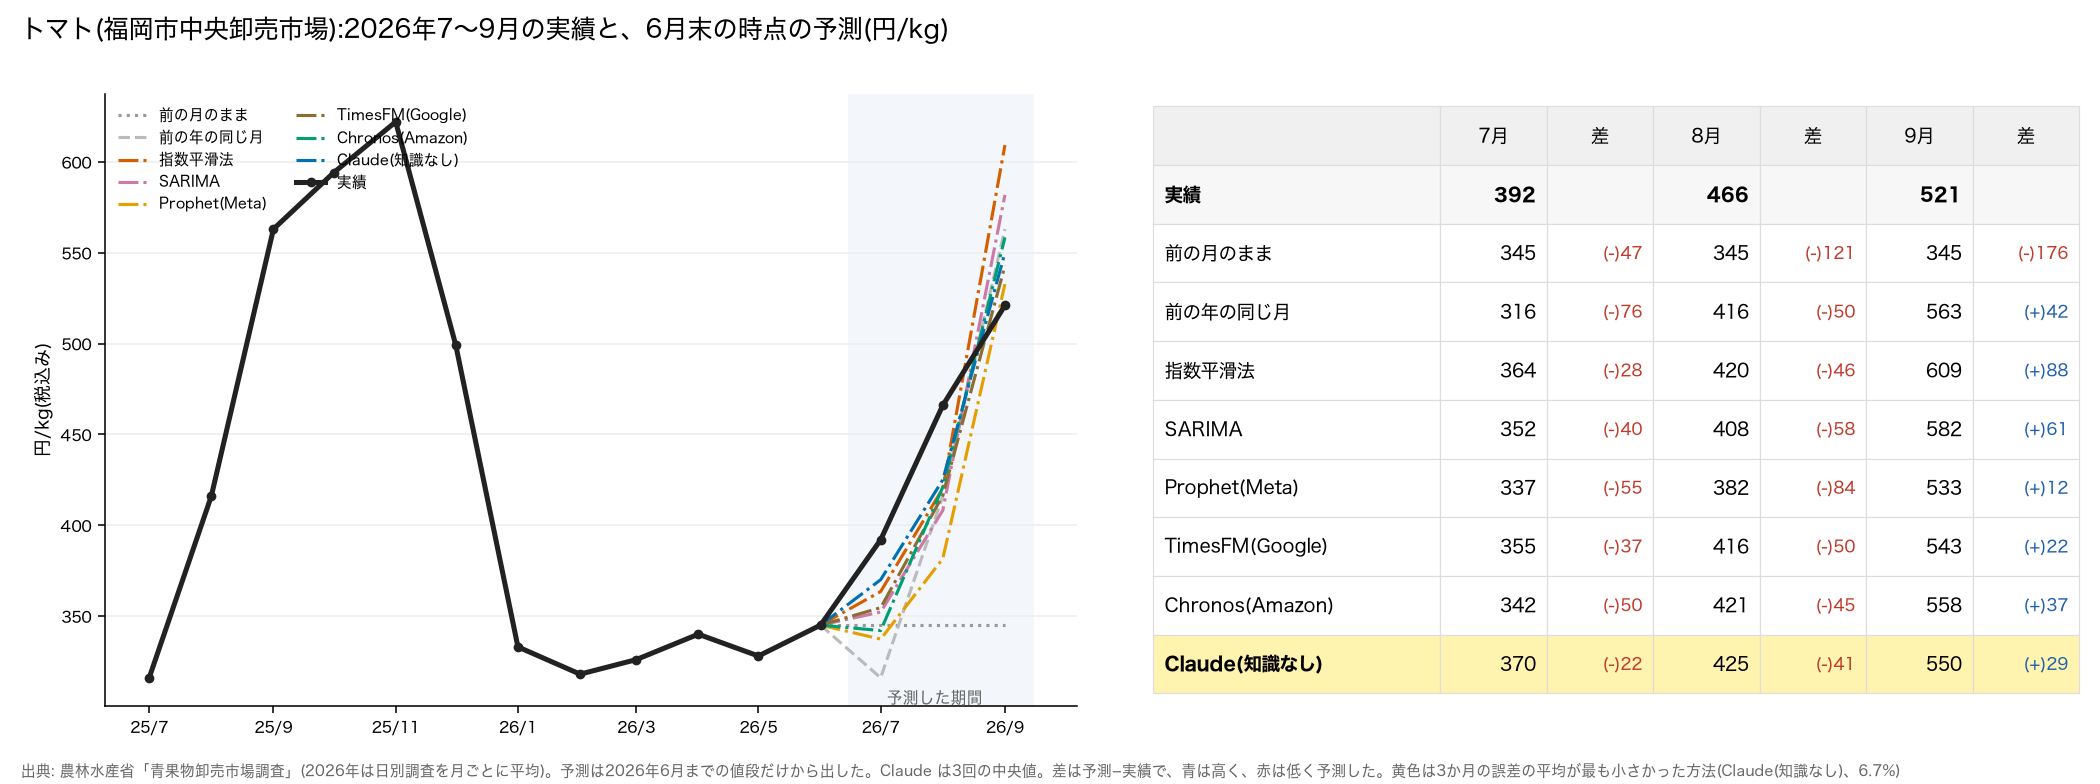 トマト(福岡市中央卸売市場):2026年7〜9月の実績と、6月末の時点の予測(円/kg)
前の月のまま
前の年の同じ月
指数平滑法
SARIMA
Prophet(Meta)
TimesFM(Google)
Chronos(Amazon)
Claude(知識なし)
実績
円/kg(税込み)
600
550
500
450
400
350
25/7 25/9 25/11 26/1 26/3 26/5 26/7 26/9
予測した期間
7月 差 8月 差 9月 差
実績 392 466 521
前の月のまま 345 (-)47 345 (-)121 345 (-)176
前の年の同じ月 316 (-)76 416 (-)50 563 (+)42
指数平滑法 364 (-)28 420 (-)46 609 (+)88
SARIMA 352 (-)40 408 (-)58 582 (+)61
Prophet(Meta) 337 (-)55 382 (-)84 533 (+)12
TimesFM(Google) 355 (-)37 416 (-)50 543 (+)22
Chronos(Amazon) 342 (-)50 421 (-)45 558 (+)37
Claude(知識なし) 370 (-)22 425 (-)41 550 (+)29
出典: 農林水産省「青果物卸売市場調査」(2026年は日別調査を月ごとに平均)。予測は2026年6月までの値段だけから出した。Claude は3回の中央値。差は予測−実績で、青は高く、赤は低く予測した。黄色は3か月の誤差の平均が最も小さかった方法(Claude(知識なし)、6.7%)